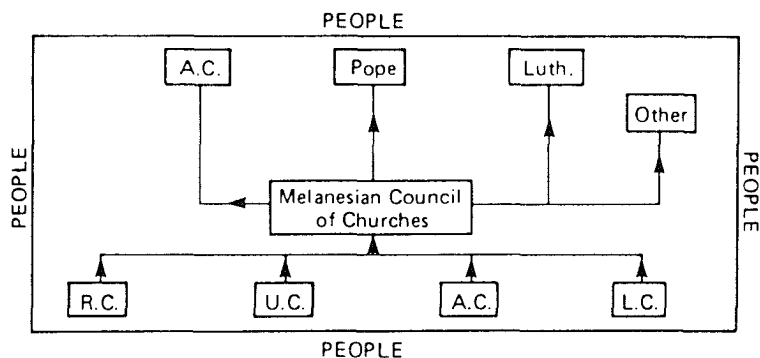 PEOPLE
A.C.
Pope
Luth.
Other
PEOPLE
PEOPLE
Melanesian Council
of Churches
R.C.
U.C.
A.C.
L.C.
PEOPLE